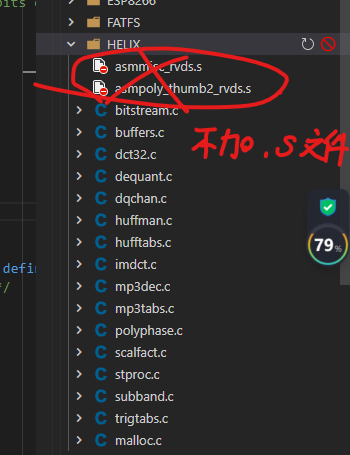 bits
ESP8266
FATFS
HELIX
asmmisc_rvds.s
asmpoly_thumb2_rvds.s
bitstream.c
buffers.c
不加.s文件
dct32.c
dequant.c
dqchan.c
huffman.c
hufftabs.c
79%
imdct.c
defin
mp3dec.c
*/
mp3tabs.c
polyphase.c
scalfact.c
stproc.c
subband.c
trigtabs.c
malloc.c